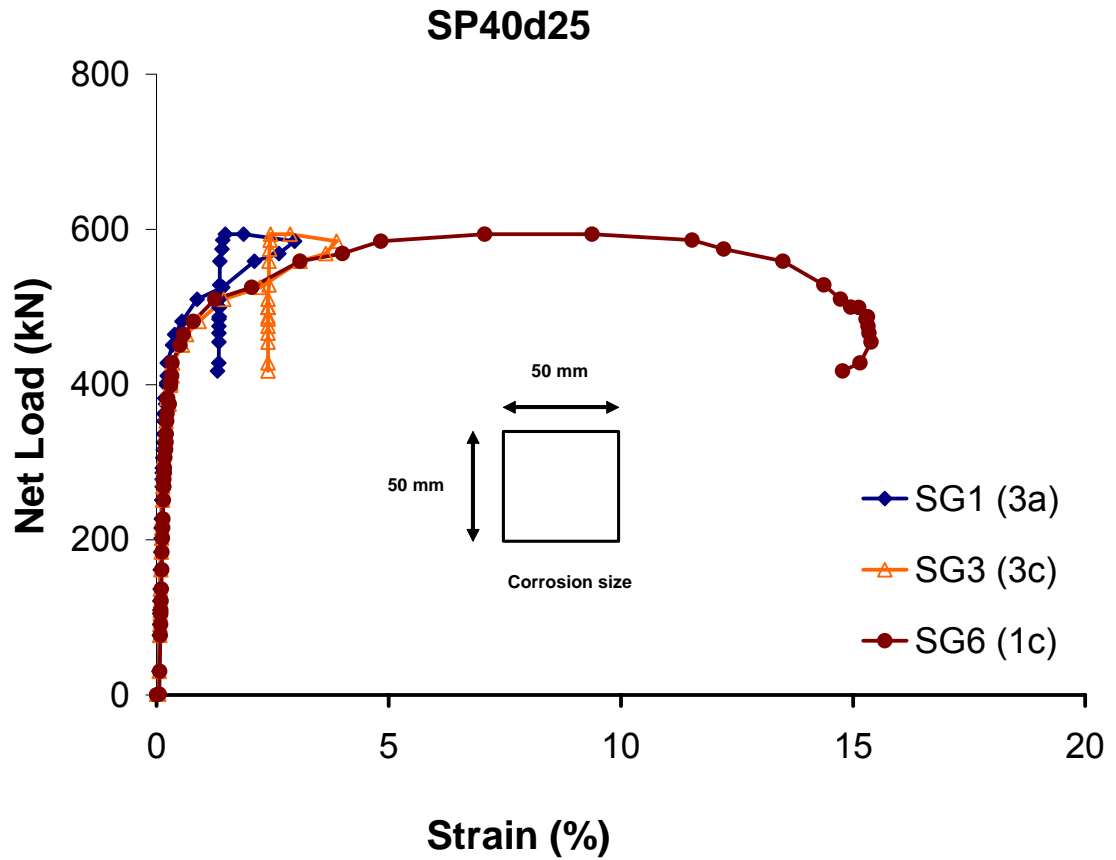 SP40d25
800
600
400
200
0
0
5
10
15
20
Net Load (kN)
Strain (%)
50 mm
50 mm
Corrosion size
SG1 (3a)
SG3 (3c)
SG6 (1c)